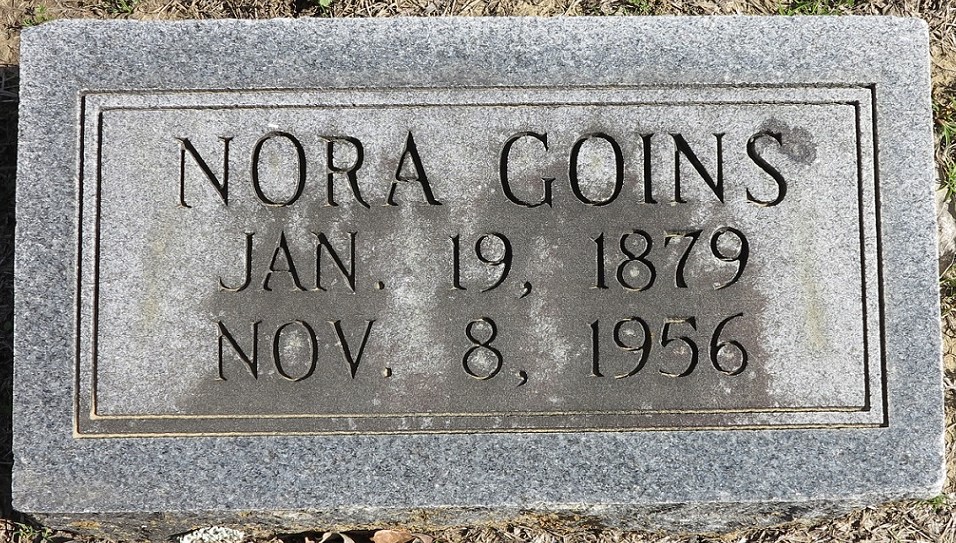 NORA GOINS
JAN. 19, 1879
NOV. 8, 1956